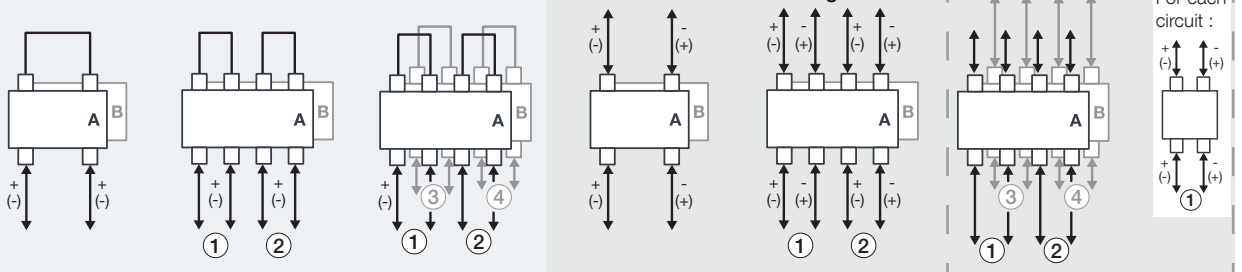 For each
circuit :
+ - + - + - + - + -
(-) (+) (-) (+) (-) (+) (-) (+) (-) (+)
A B
A B
A B
A B
A B
A B
+ + + + + - + - + - + - + -
(-) (-) (-) (-) (-) (+) (-) (+) (-) (+) (-) (+) (-) (+)
3 4 3 4 1
1 2 1 2 1 2 1 2